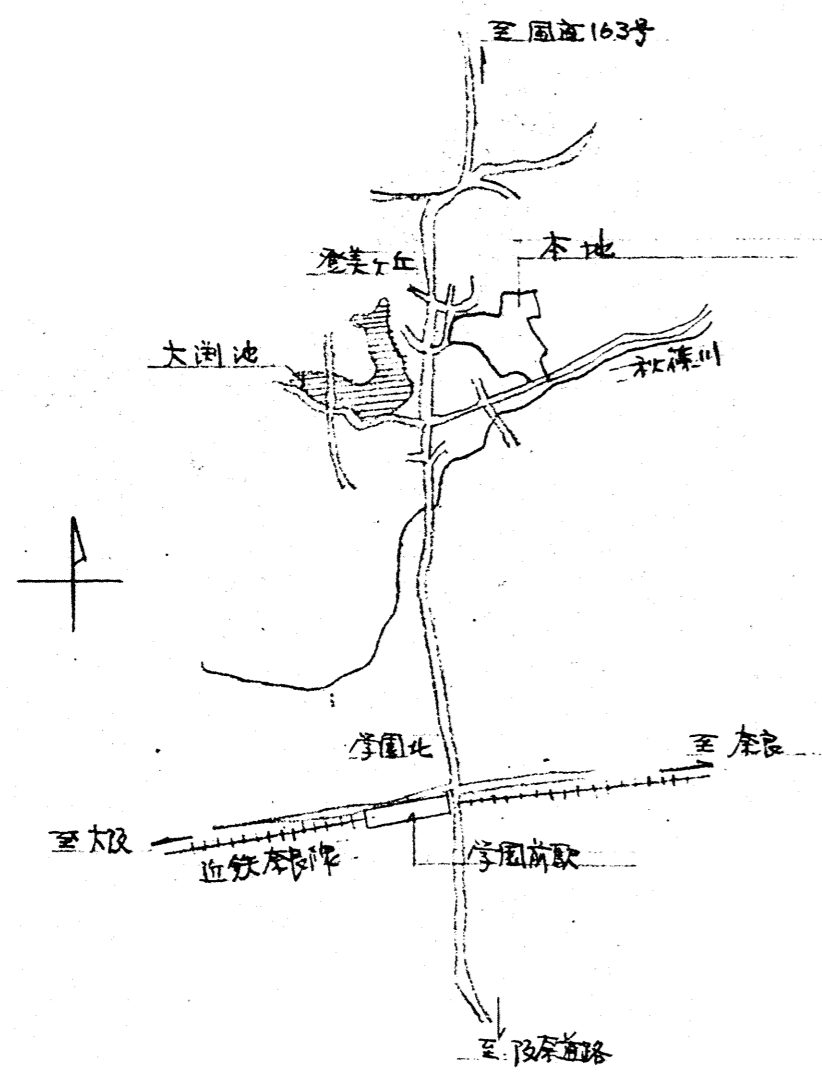 至 国道163号
本地
登美ヶ丘
大渕池
秋篠川
学園北
至 奈良
至 大阪
近鉄奈良線
学園前駅
至 阪奈道路